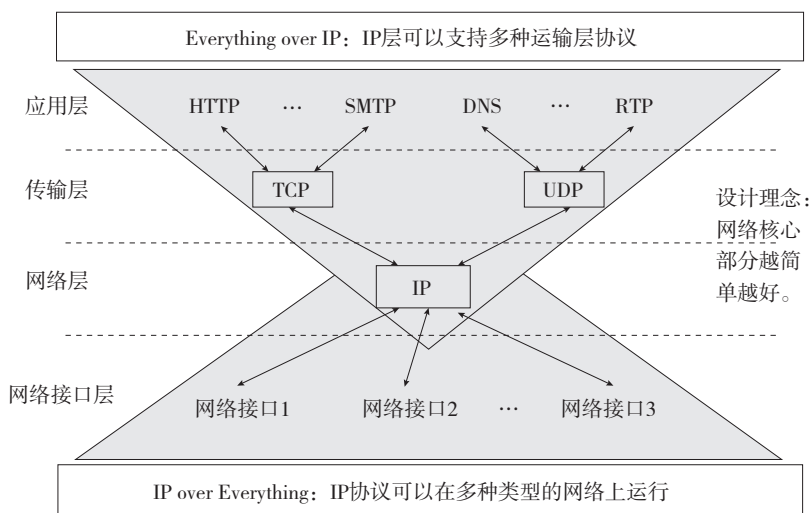 Everything over IP：IP层可以支持多种运输层协议
应用层 HTTP … SMTP DNS … RTP
传输层 TCP UDP
设计理念：
网络核心
部分越简
单越好。
网络层 IP
网络接口层 网络接口1 网络接口2 … 网络接口3
IP over Everything：IP协议可以在多种类型的网络上运行